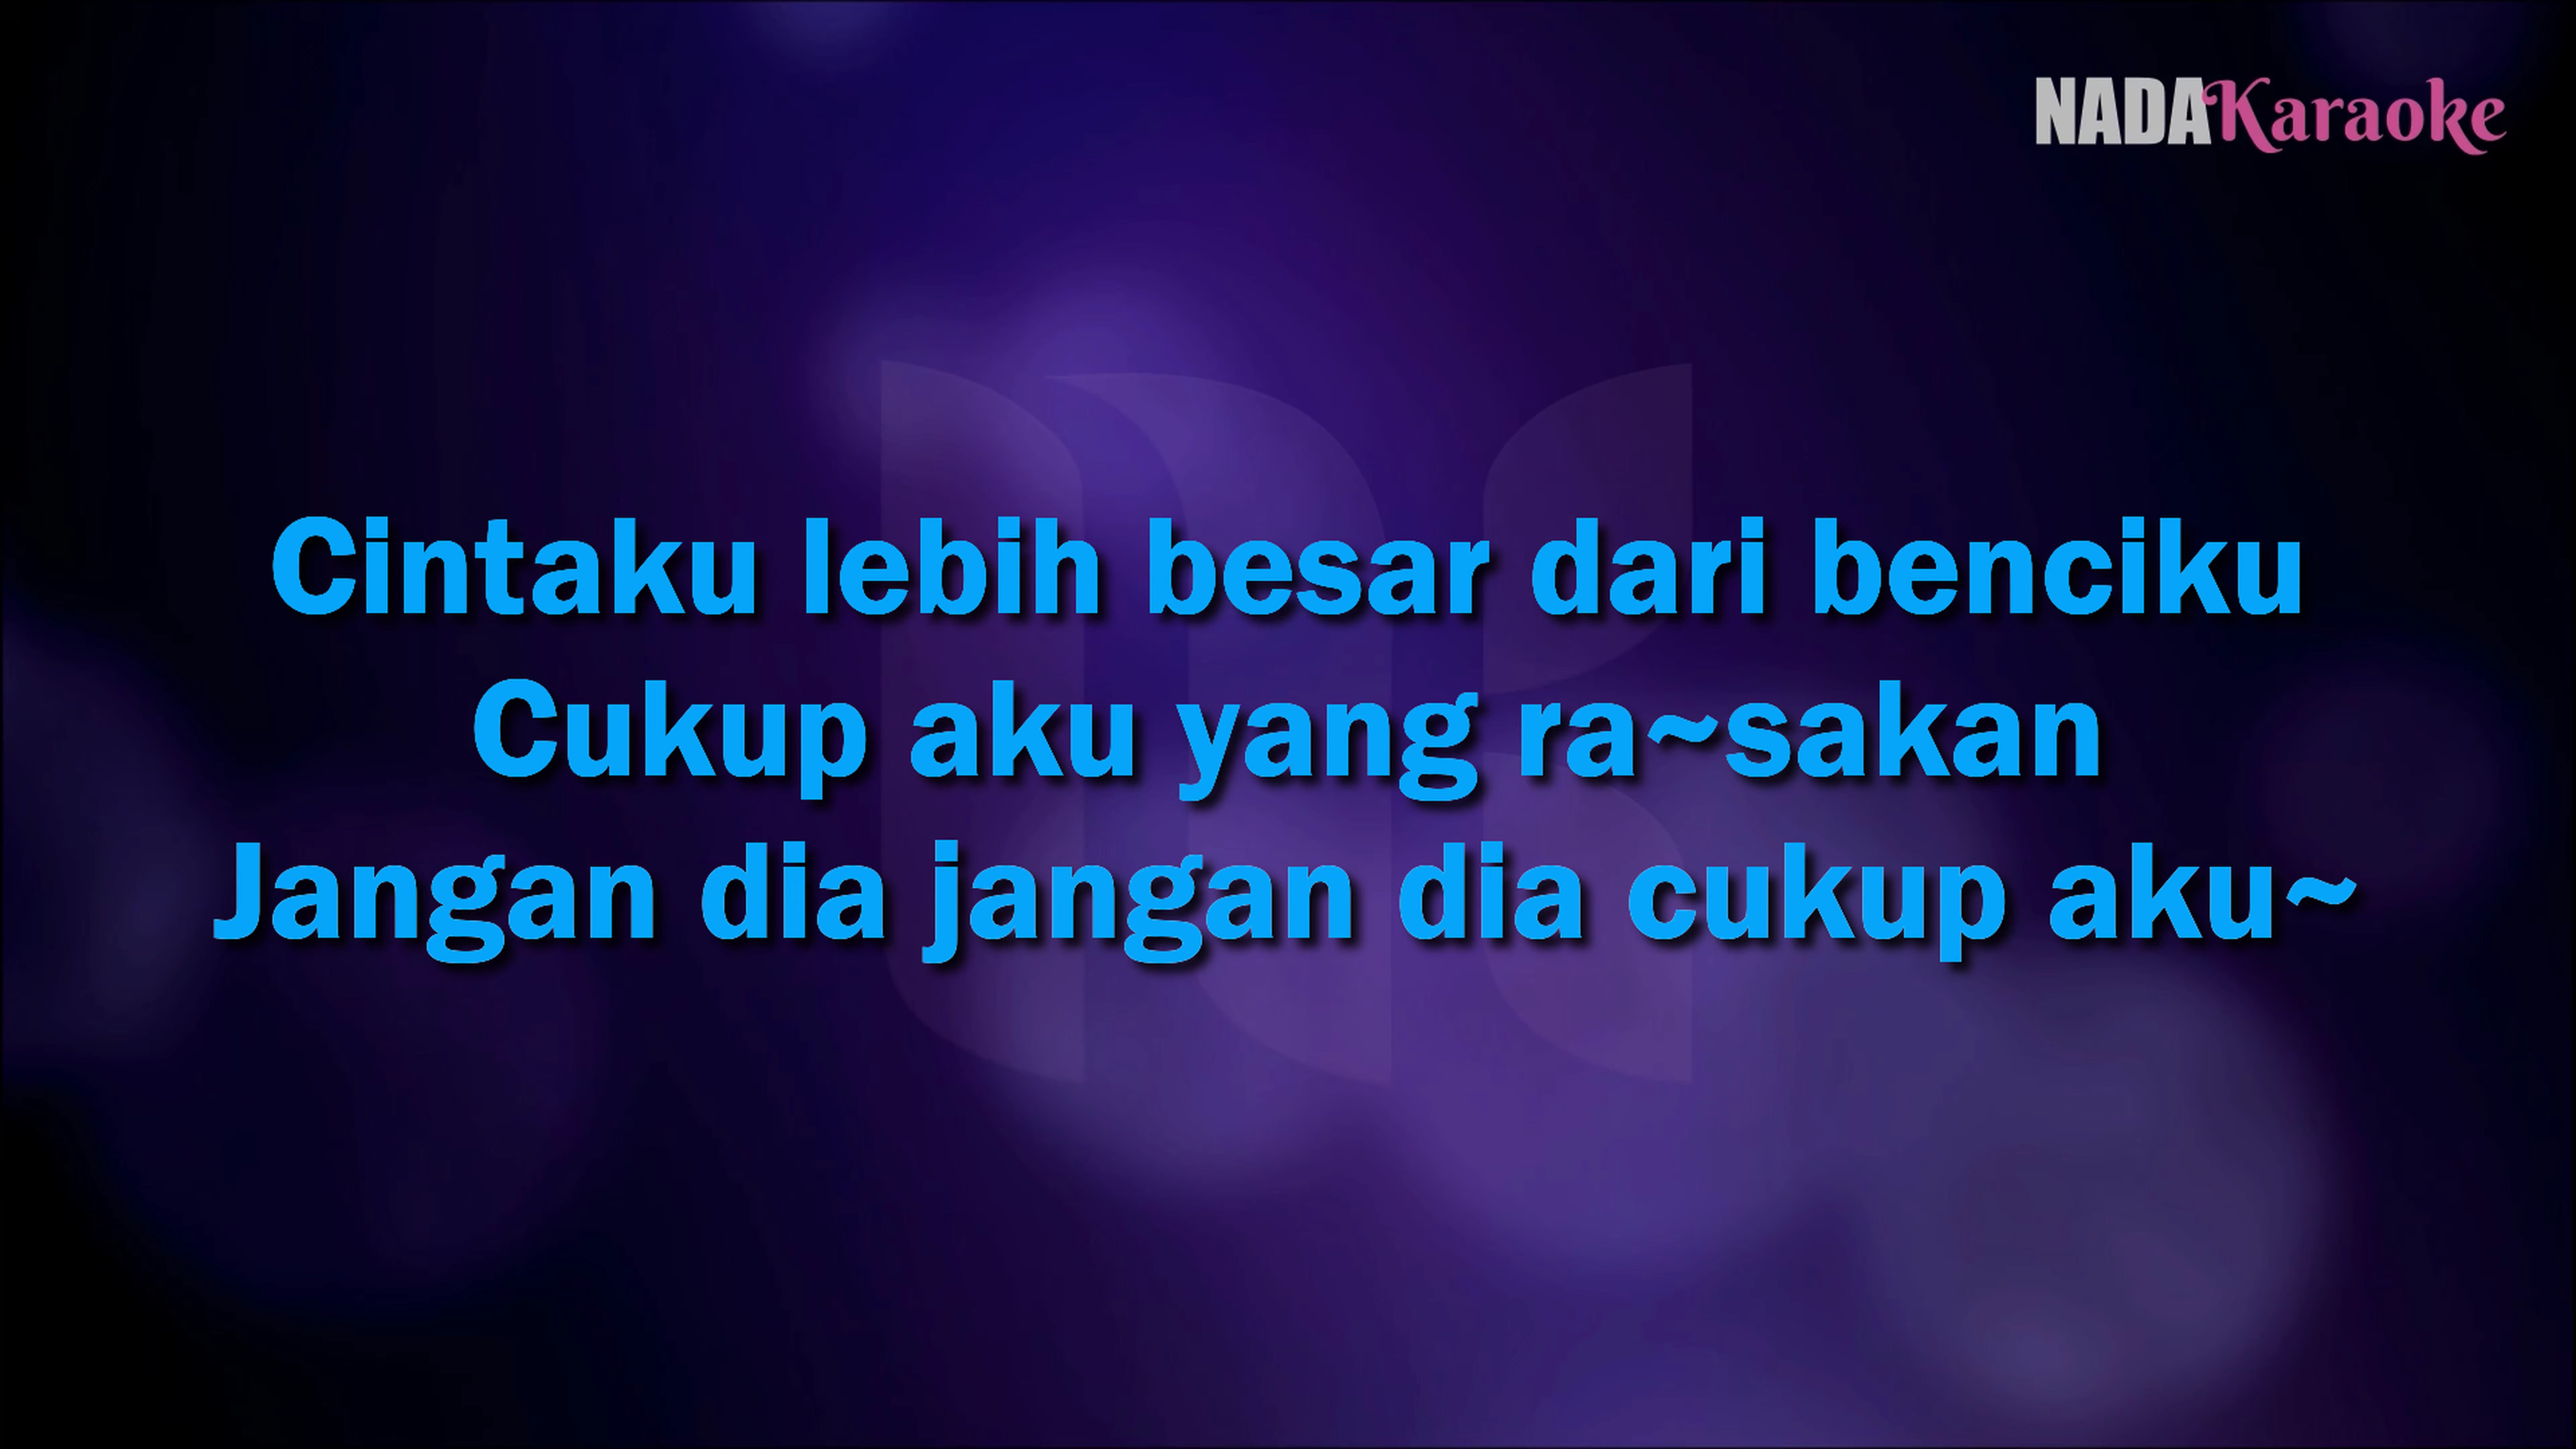 NADAKaraoke
Cintaku lebih besar dari benciku
Cukup aku yang ra~sakan
Jangan dia jangan dia cukup aku~